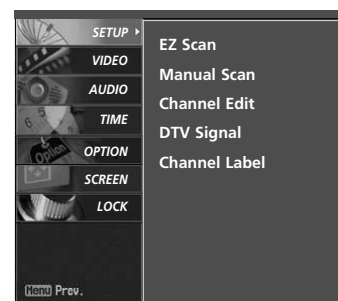 SETUP
VIDEO
AUDIO
TIME
OPTION
SCREEN
LOCK
Menu Prev.
EZ Scan
Manual Scan
Channel Edit
DTV Signal
Channel Label